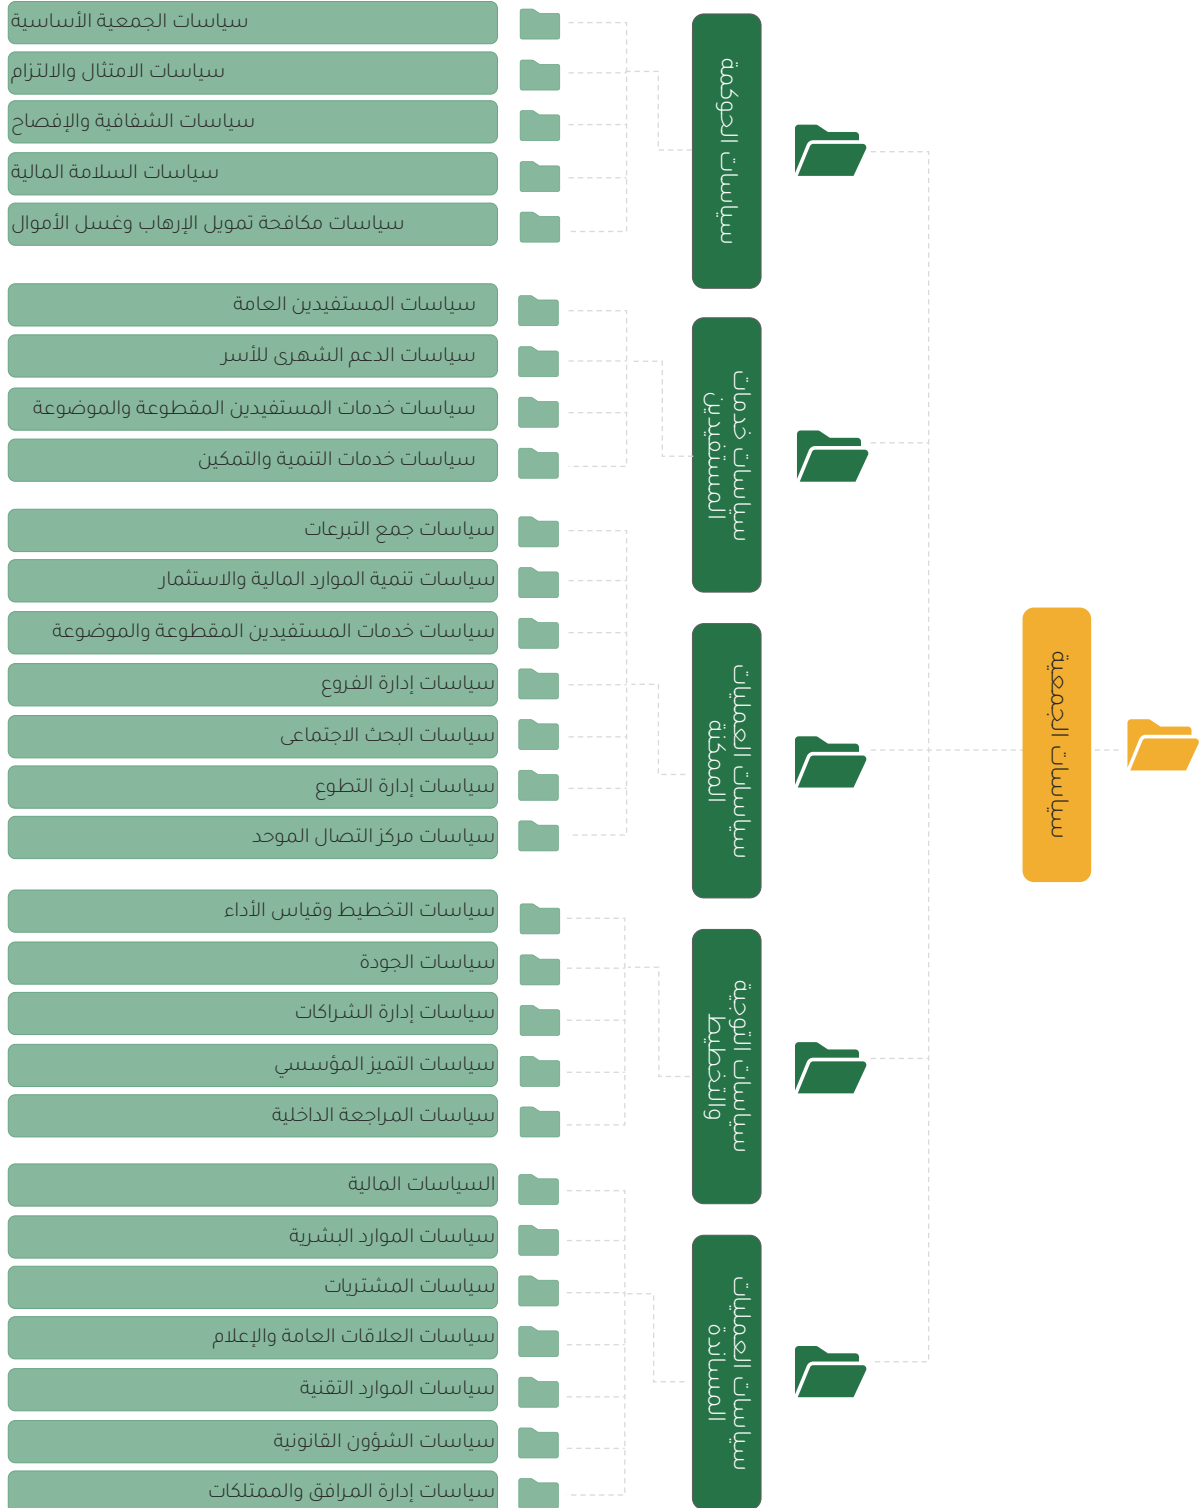 سياسات الجمعية
سياسات الحوكمة
سياسات الجمعية الأساسية
سياسات الامتثال والالتزام
سياسات الشفافية والإفصاح
سياسات السلامة المالية
سياسات مكافحة تمويل الإرهاب وغسل الأموال
سياسات خدمات
المستفيدين
سياسات المستفيدين العامة
سياسات الدعم الشهرى للأسر
سياسات خدمات المستفيدين المقطوعة والموضوعة
سياسات خدمات التنمية والتمكين
سياسات العمليات
الممكنة
سياسات جمع التبرعات
سياسات تنمية الموارد المالية والاستثمار
سياسات خدمات المستفيدين المقطوعة والموضوعة
سياسات إدارة الفروع
سياسات البحث الاجتماعى
سياسات إدارة التطوع
سياسات مركز التصال الموحد
سياسات التوجية
والتخطيط
سياسات التخطيط وقياس الأداء
سياسات الجودة
سياسات إدارة الشراكات
سياسات التميز المؤسسي
سياسات المراجعة الداخلية
سياسات العمليات
المساندة
السياسات المالية
سياسات الموارد البشرية
سياسات المشتريات
سياسات العلاقات العامة والإعلام
سياسات الموارد التقنية
سياسات الشؤون القانونية
سياسات إدارة المرافق والممتلكات